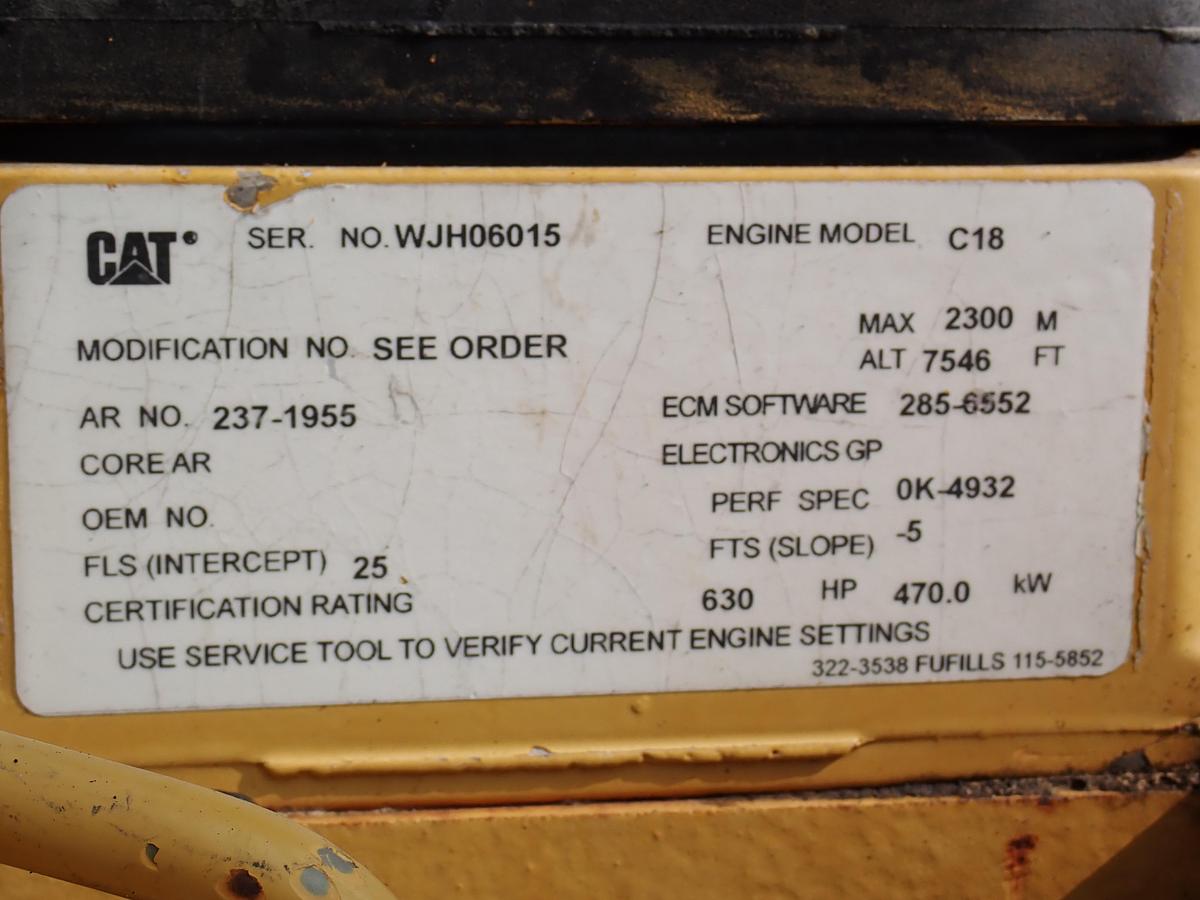 CAT® SER. NO. WJH06015 ENGINE MODEL C18
MAX 2300 M
MODIFICATION NO. SEE ORDER
ALT 7546 FT
AR NO. 237-1955 ECM SOFTWARE 285-6552
CORE AR ELECTRONICS GP
PERF SPEC 0K-4932
OEM NO.
FLS (INTERCEPT) 25 FTS (SLOPE) -5
CERTIFICATION RATING 630 HP 470.0 kW
USE SERVICE TOOL TO VERIFY CURRENT ENGINE SETTINGS
322-3538 FUFILLS 115-5852